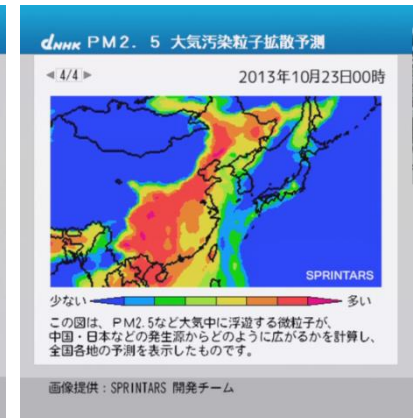 dNHK PM2. 5 大気汚染粒子拡散予測
◀4/4▶ 2013年10月23日00時
SPRINTARS
少ない 多い
この図は、PM2.5など大気中に浮遊する微粒子が、
中国・日本などの発生源からどのように広がるかを計算し、
全国各地の予測を表示したものです。
画像提供：SPRINTARS 開発チーム